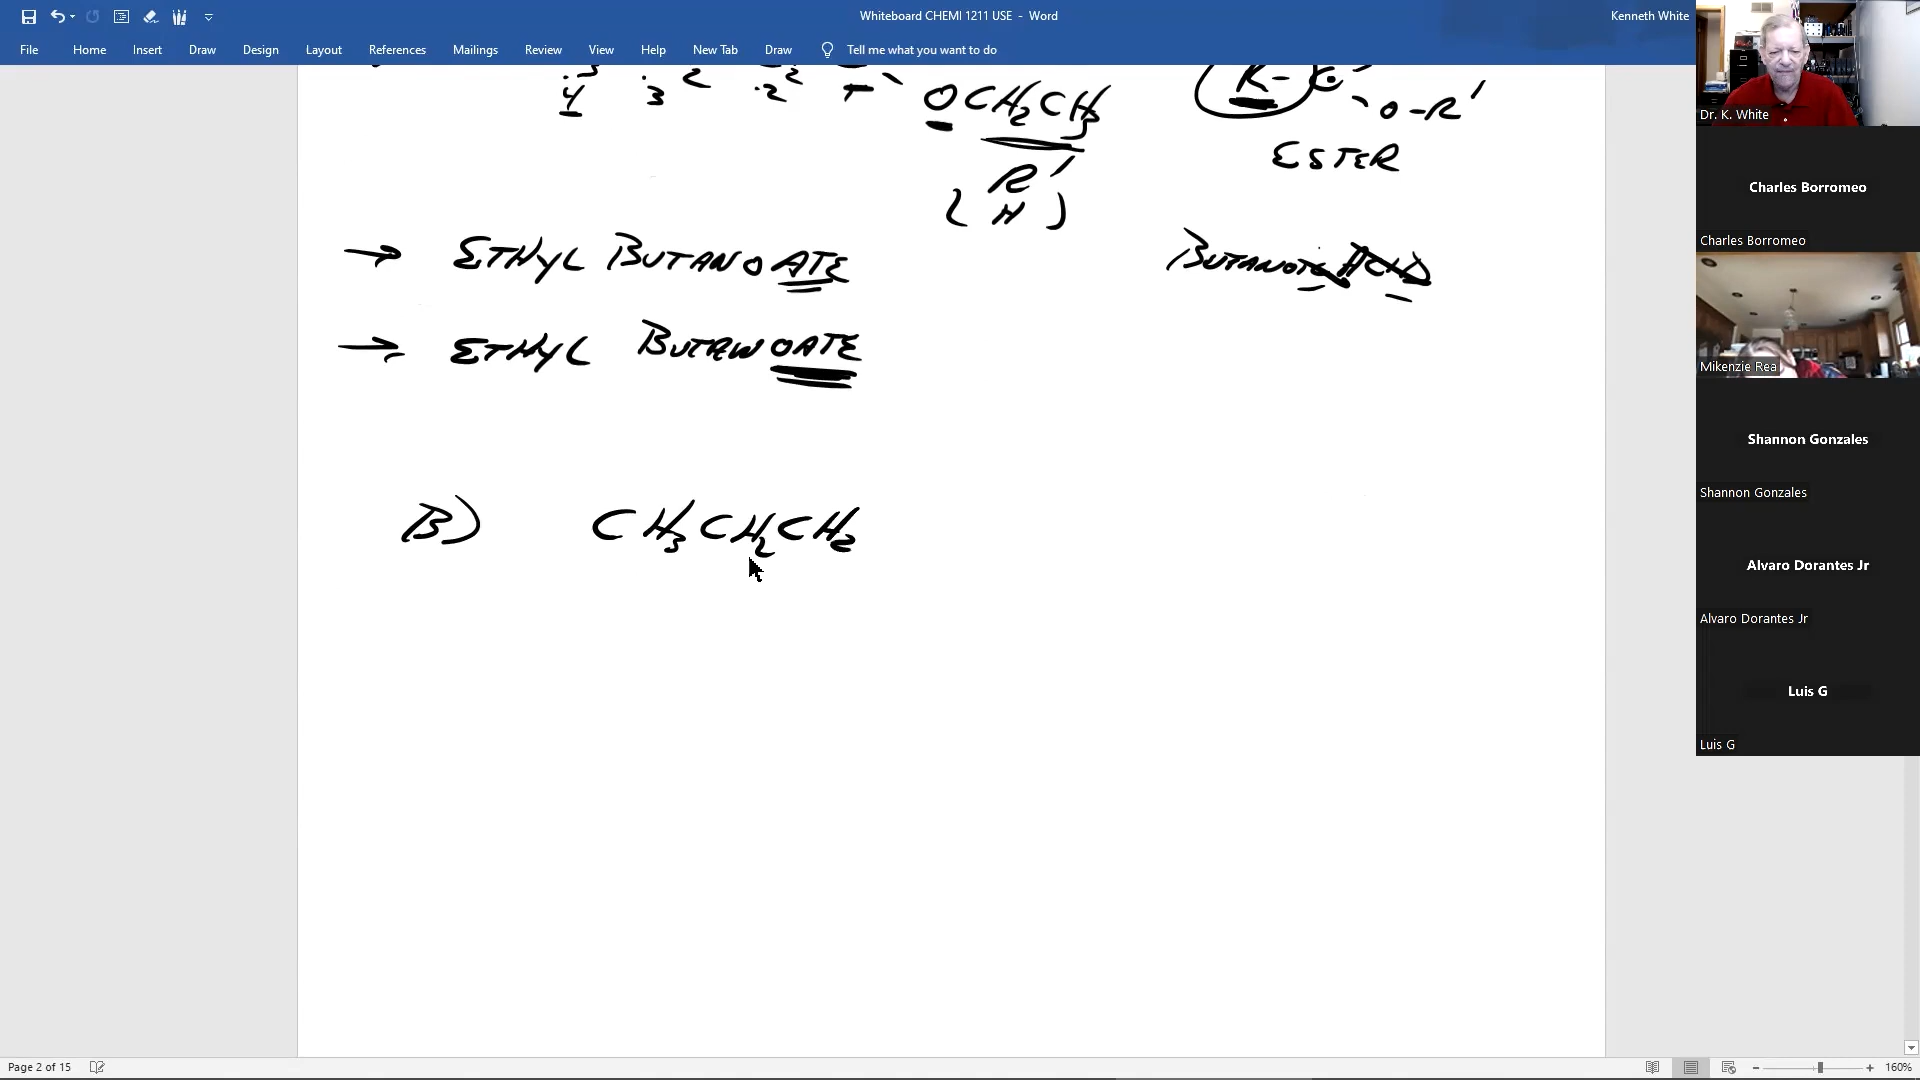 Whiteboard CHEMI 1211 USE - Word
Kenneth White
File Home Insert Draw Design Layout References Mailings Review View Help New Tab Draw Tell me what you want to do
4 3 2 OCH2CH3 R- C O-R'
ESTER
R'
(H)
→ ETHYL BUTANOATE BUTANOIC ACID
→ ETHYL BUTANOATE
B) CH3CH2CH2
Dr. K. White
Charles Borromeo
Charles Borromeo
Mikenzie Rea
Shannon Gonzales
Shannon Gonzales
Alvaro Dorantes Jr
Alvaro Dorantes Jr
Luis G
Luis G
Page 2 of 15
160%